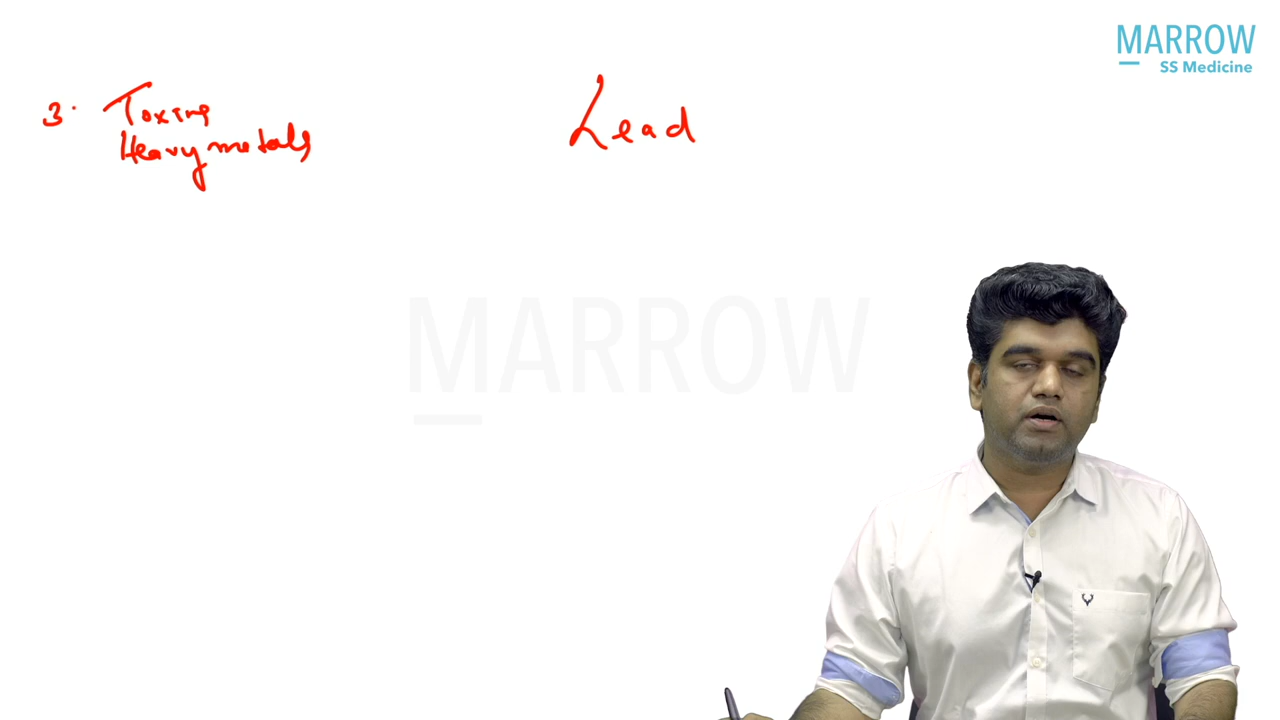 MARROW
SS Medicine
3. Toxins
Heavy metals
Lead
MARROW